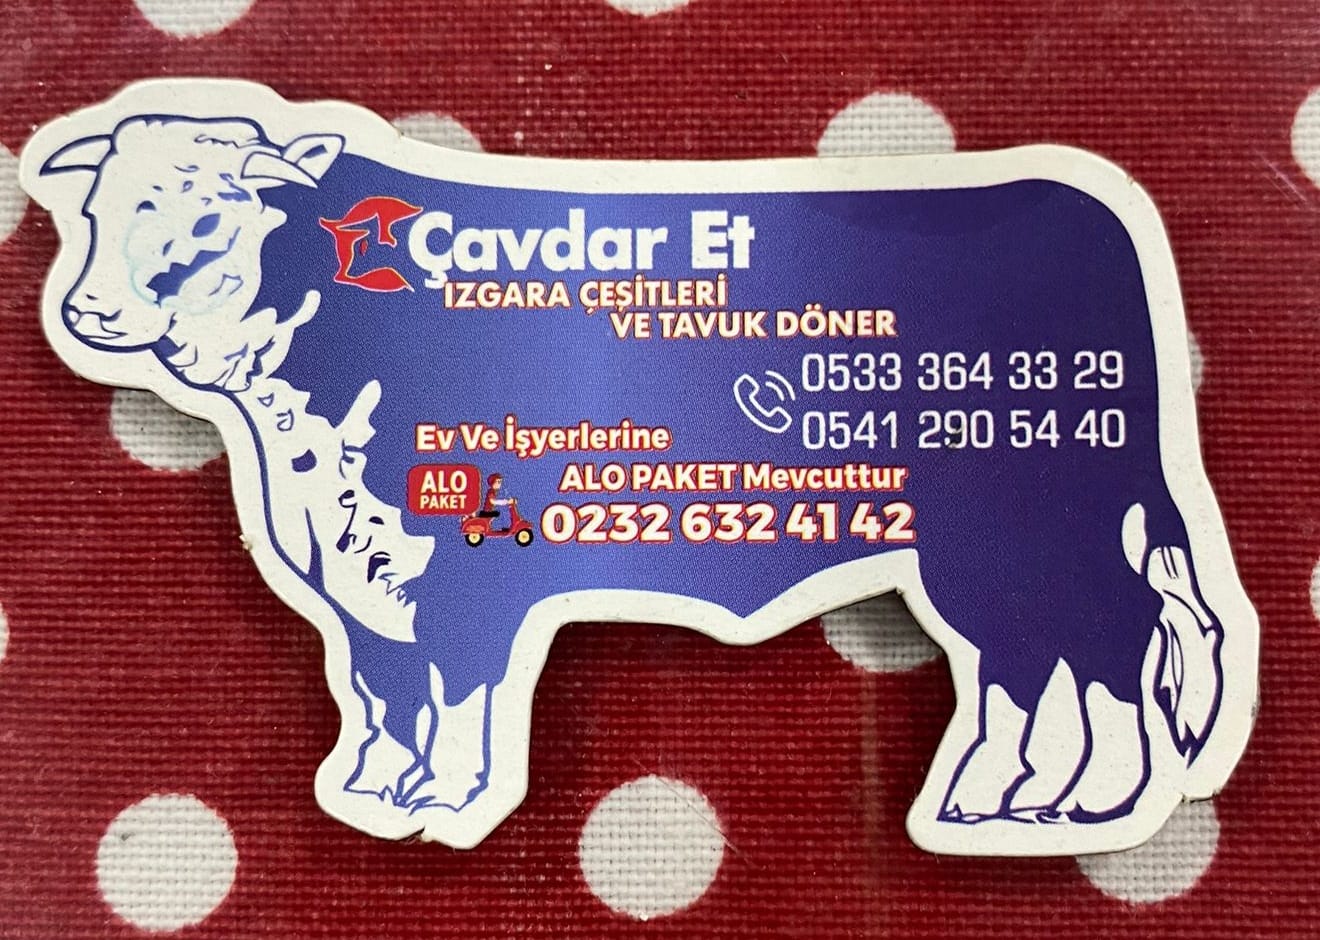 Çavdar Et
IZGARA ÇEŞİTLERİ
VE TAVUK DÖNER
0533 364 33 29
0541 290 54 40
Ev Ve İşyerlerine
ALO PAKET Mevcuttur
ALO
PAKET
0232 632 41 42